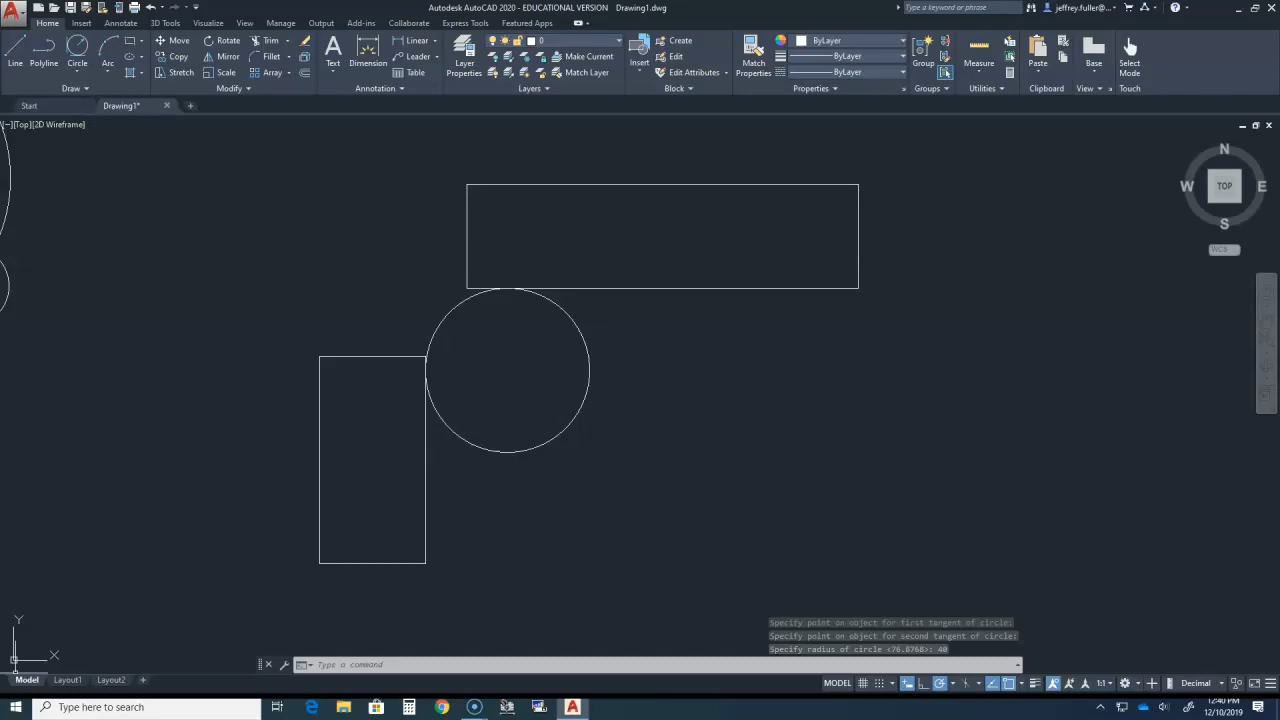 Autodesk AutoCAD 2020 - EDUCATIONAL VERSION Drawing1.dwg
Type a keyword or phrase
jeffrey.fuller@...
Home Insert Annotate 3D Tools Visualize View Manage Output Add-ins Collaborate Express Tools Featured Apps
Line Polyline Circle Arc
Move Rotate Trim
Copy Mirror Fillet
Stretch Scale Array
Text Dimension
Linear
Leader
Table
Layer Properties
0
Make Current
Match Layer
Insert
Create
Edit
Edit Attributes
Match Properties
ByLayer
ByLayer
ByLayer
Group
Measure
Paste
Base
Select Mode
Draw Modify Annotation Layers Block Properties Groups Utilities Clipboard View Touch
Start Drawing1*
[−][Top][2D Wireframe]
N
W TOP E
S
WCS
Y
X
Specify point on object for first tangent of circle:
Specify point on object for second tangent of circle:
Specify radius of circle <76.8768>: 40
Type a command
Model Layout1 Layout2
MODEL 1:1 Decimal
Type here to search
12:40 PM
12/10/2019